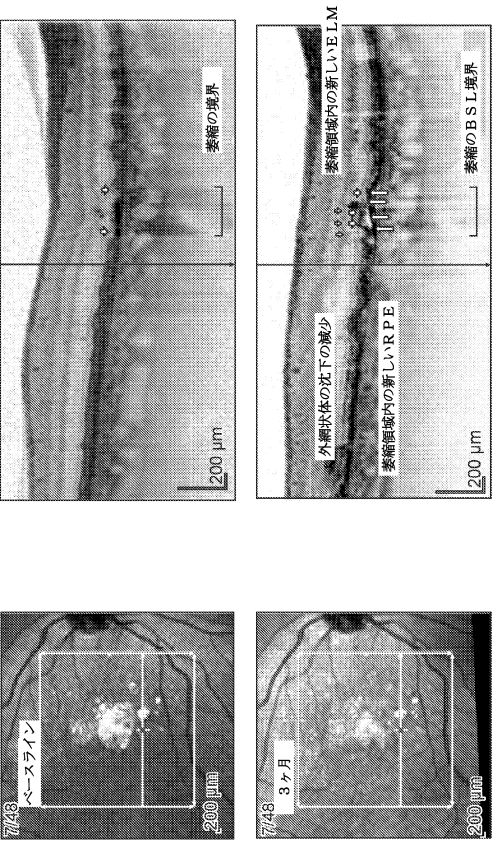 7/48
ベースライン
200 µm
萎縮の境界
200 µm
7/48
3ヶ月
200 µm
萎縮領域内の新しいELM
外網状体の沈下の減少
萎縮領域内の新しいRPE
萎縮のBSL境界
200 µm